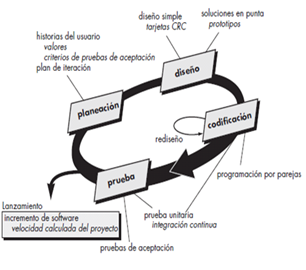 diseño simple
tarjetas CRC
soluciones en punta
prototipos
historias del usuario
valores
criterios de pruebas de aceptación
plan de iteración
diseño
planeación
codificación
rediseño
prueba
programación por parejas
Lanzamiento
incremento de software
velocidad calculada del proyecto
prueba unitaria
integración continua
pruebas de aceptación